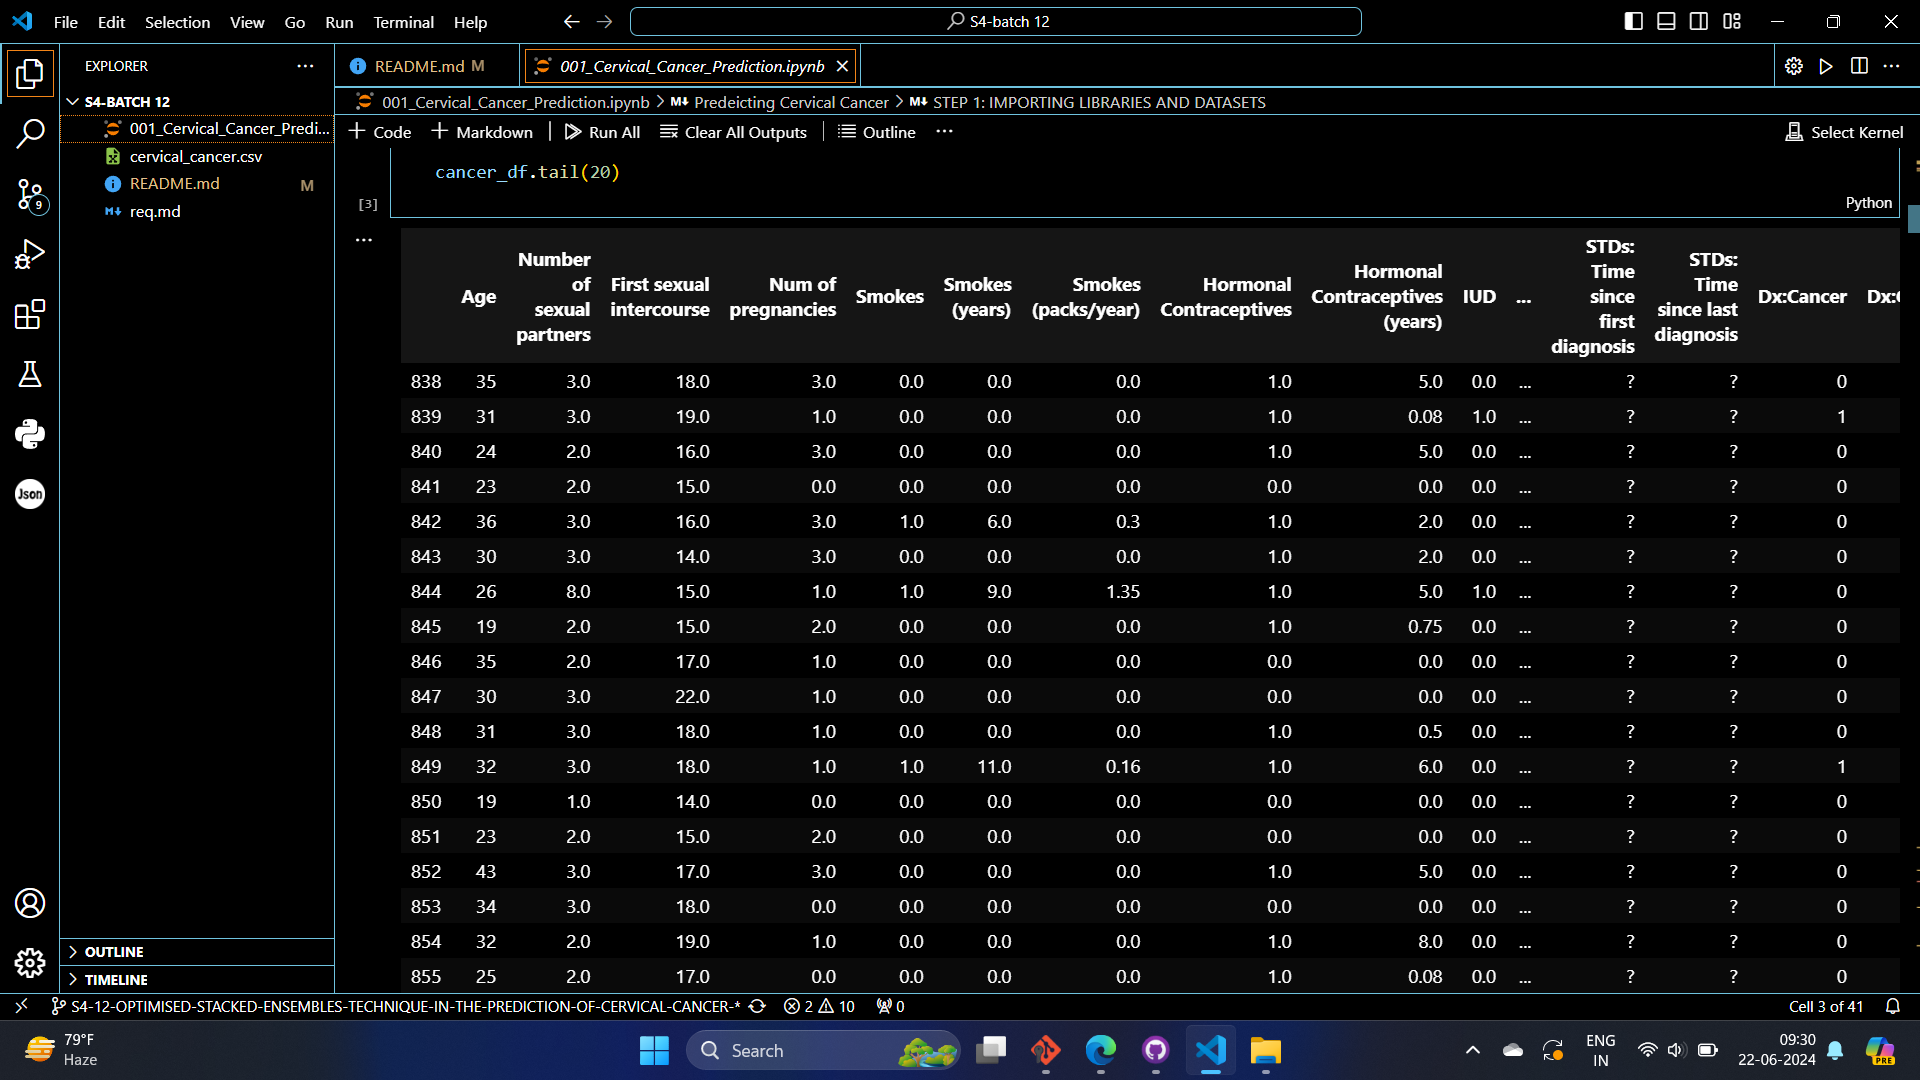 File Edit Selection View Go Run Terminal Help
S4-batch 12
EXPLORER
README.md M
001_Cervical_Cancer_Prediction.ipynb
S4-BATCH 12
001_Cervical_Cancer_Predi...
cervical_cancer.csv
README.md M
req.md
001_Cervical_Cancer_Prediction.ipynb > M Predeicting Cervical Cancer > M STEP 1: IMPORTING LIBRARIES AND DATASETS
+ Code + Markdown Run All Clear All Outputs Outline ... Select Kernel
cancer_df.tail(20)
[3] Python
...
Age Number of sexual partners First sexual intercourse Num of pregnancies Smokes Smokes (years) Smokes (packs/year) Hormonal Contraceptives Hormonal Contraceptives (years) IUD ... STDs: Time since first diagnosis STDs: Time since last diagnosis Dx:Cancer
838 35 3.0 18.0 3.0 0.0 0.0 0.0 1.0 5.0 0.0 ... ? ? 0
839 31 3.0 19.0 1.0 0.0 0.0 0.0 1.0 0.08 1.0 ... ? ? 1
840 24 2.0 16.0 3.0 0.0 0.0 0.0 1.0 5.0 0.0 ... ? ? 0
841 23 2.0 15.0 0.0 0.0 0.0 0.0 0.0 0.0 0.0 ... ? ? 0
842 36 3.0 16.0 3.0 1.0 6.0 0.3 1.0 2.0 0.0 ... ? ? 0
843 30 3.0 14.0 3.0 0.0 0.0 0.0 1.0 2.0 0.0 ... ? ? 0
844 26 8.0 15.0 1.0 1.0 9.0 1.35 1.0 5.0 1.0 ... ? ? 0
845 19 2.0 15.0 2.0 0.0 0.0 0.0 1.0 0.75 0.0 ... ? ? 0
846 35 2.0 17.0 1.0 0.0 0.0 0.0 0.0 0.0 0.0 ... ? ? 0
847 30 3.0 22.0 1.0 0.0 0.0 0.0 0.0 0.0 0.0 ... ? ? 0
848 31 3.0 18.0 1.0 0.0 0.0 0.0 1.0 0.5 0.0 ... ? ? 0
849 32 3.0 18.0 1.0 1.0 11.0 0.16 1.0 6.0 0.0 ... ? ? 1
850 19 1.0 14.0 0.0 0.0 0.0 0.0 0.0 0.0 0.0 ... ? ? 0
851 23 2.0 15.0 2.0 0.0 0.0 0.0 0.0 0.0 0.0 ... ? ? 0
852 43 3.0 17.0 3.0 0.0 0.0 0.0 1.0 5.0 0.0 ... ? ? 0
853 34 3.0 18.0 0.0 0.0 0.0 0.0 0.0 0.0 0.0 ... ? ? 0
854 32 2.0 19.0 1.0 0.0 0.0 0.0 1.0 8.0 0.0 ... ? ? 0
855 25 2.0 17.0 0.0 0.0 0.0 0.0 1.0 0.08 0.0 ... ? ? 0
9
Json
OUTLINE
TIMELINE
S4-12-OPTIMISED-STACKED-ENSEMBLES-TECHNIQUE-IN-THE-PREDICTION-OF-CERVICAL-CANCER-* 2 10 0 Cell 3 of 41
79°F
Haze
Search
ENG
IN
09:30
22-06-2024
PRE